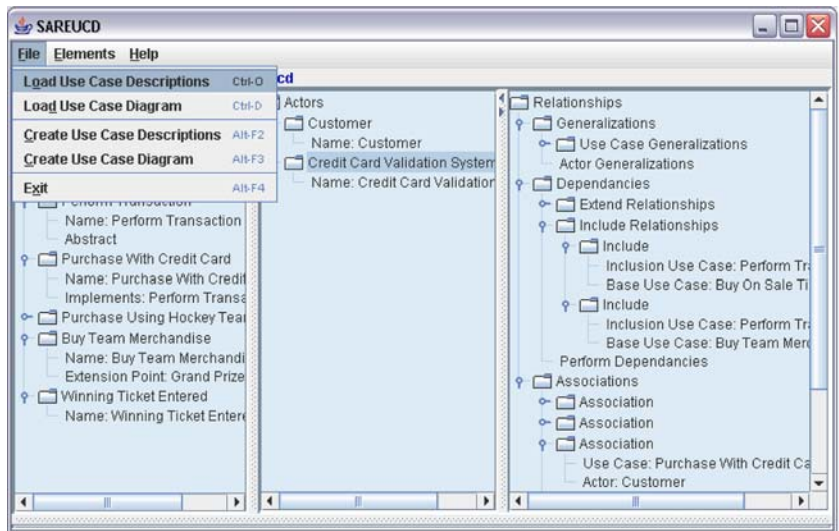 SAREUCD
File Elements Help
Load Use Case Descriptions Ctrl-O
Load Use Case Diagram Ctrl-D
Create Use Case Descriptions Alt-F2
Create Use Case Diagram Alt-F3
Exit Alt-F4
cd
Perform Transaction
Name: Perform Transaction
Abstract
Purchase With Credit Card
Name: Purchase With Credit
Implements: Perform Transa
Purchase Using Hockey Tea
Buy Team Merchandise
Name: Buy Team Merchandi
Extension Point: Grand Prize
Winning Ticket Entered
Name: Winning Ticket Enter
Actors
Customer
Name: Customer
Credit Card Validation System
Name: Credit Card Validation
Relationships
Generalizations
Use Case Generalizations
Actor Generalizations
Dependancies
Extend Relationships
Include Relationships
Include
Inclusion Use Case: Perform Tra
Base Use Case: Buy On Sale Ti
Include
Inclusion Use Case: Perform Tra
Base Use Case: Buy Team Merc
Perform Dependancies
Associations
Association
Association
Association
Use Case: Purchase With Credit Ca
Actor: Customer